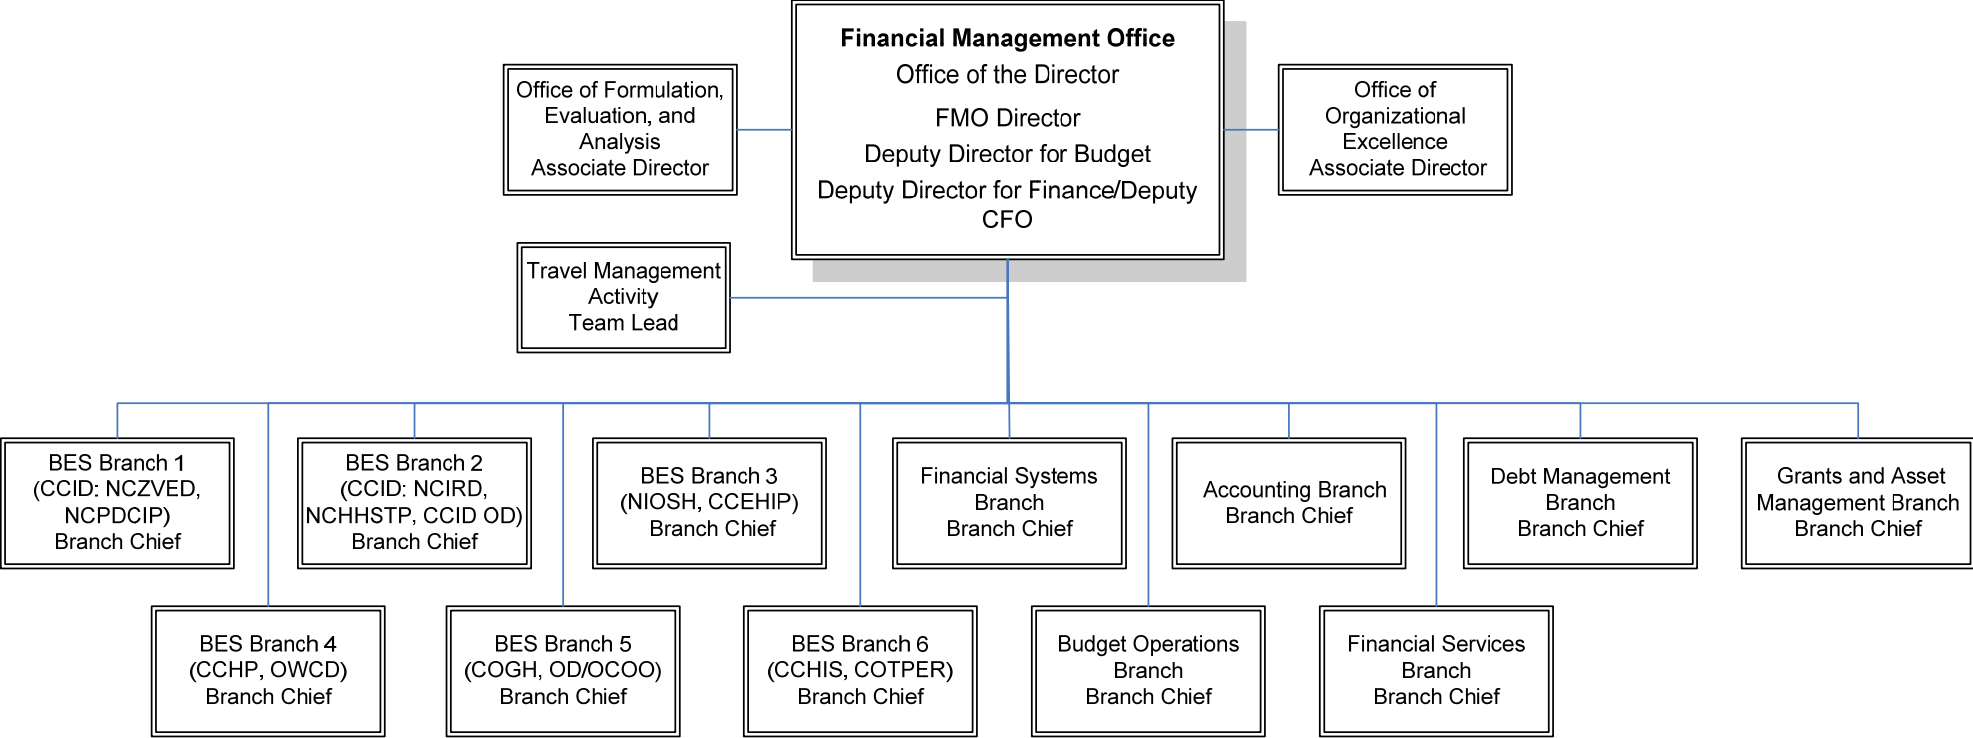 Financial Management Office
Office of the Director
FMO Director
Deputy Director for Budget
Deputy Director for Finance/Deputy
CFO
Office of Formulation,
Evaluation, and
Analysis
Associate Director
Office of
Organizational
Excellence
Associate Director
Travel Management
Activity
Team Lead
BES Branch 1
(CCID: NCZVED,
NCPDCIP)
Branch Chief
BES Branch 2
(CCID: NCIRD,
NCHHSTP, CCID OD)
Branch Chief
BES Branch 3
(NIOSH, CCEHIP)
Branch Chief
Financial Systems
Branch
Branch Chief
Accounting Branch
Branch Chief
Debt Management
Branch
Branch Chief
Grants and Asset
Management Branch
Branch Chief
BES Branch 4
(CCHP, OWCD)
Branch Chief
BES Branch 5
(COGH, OD/OCOO)
Branch Chief
BES Branch 6
(CCHIS, COTPER)
Branch Chief
Budget Operations
Branch
Branch Chief
Financial Services
Branch
Branch Chief